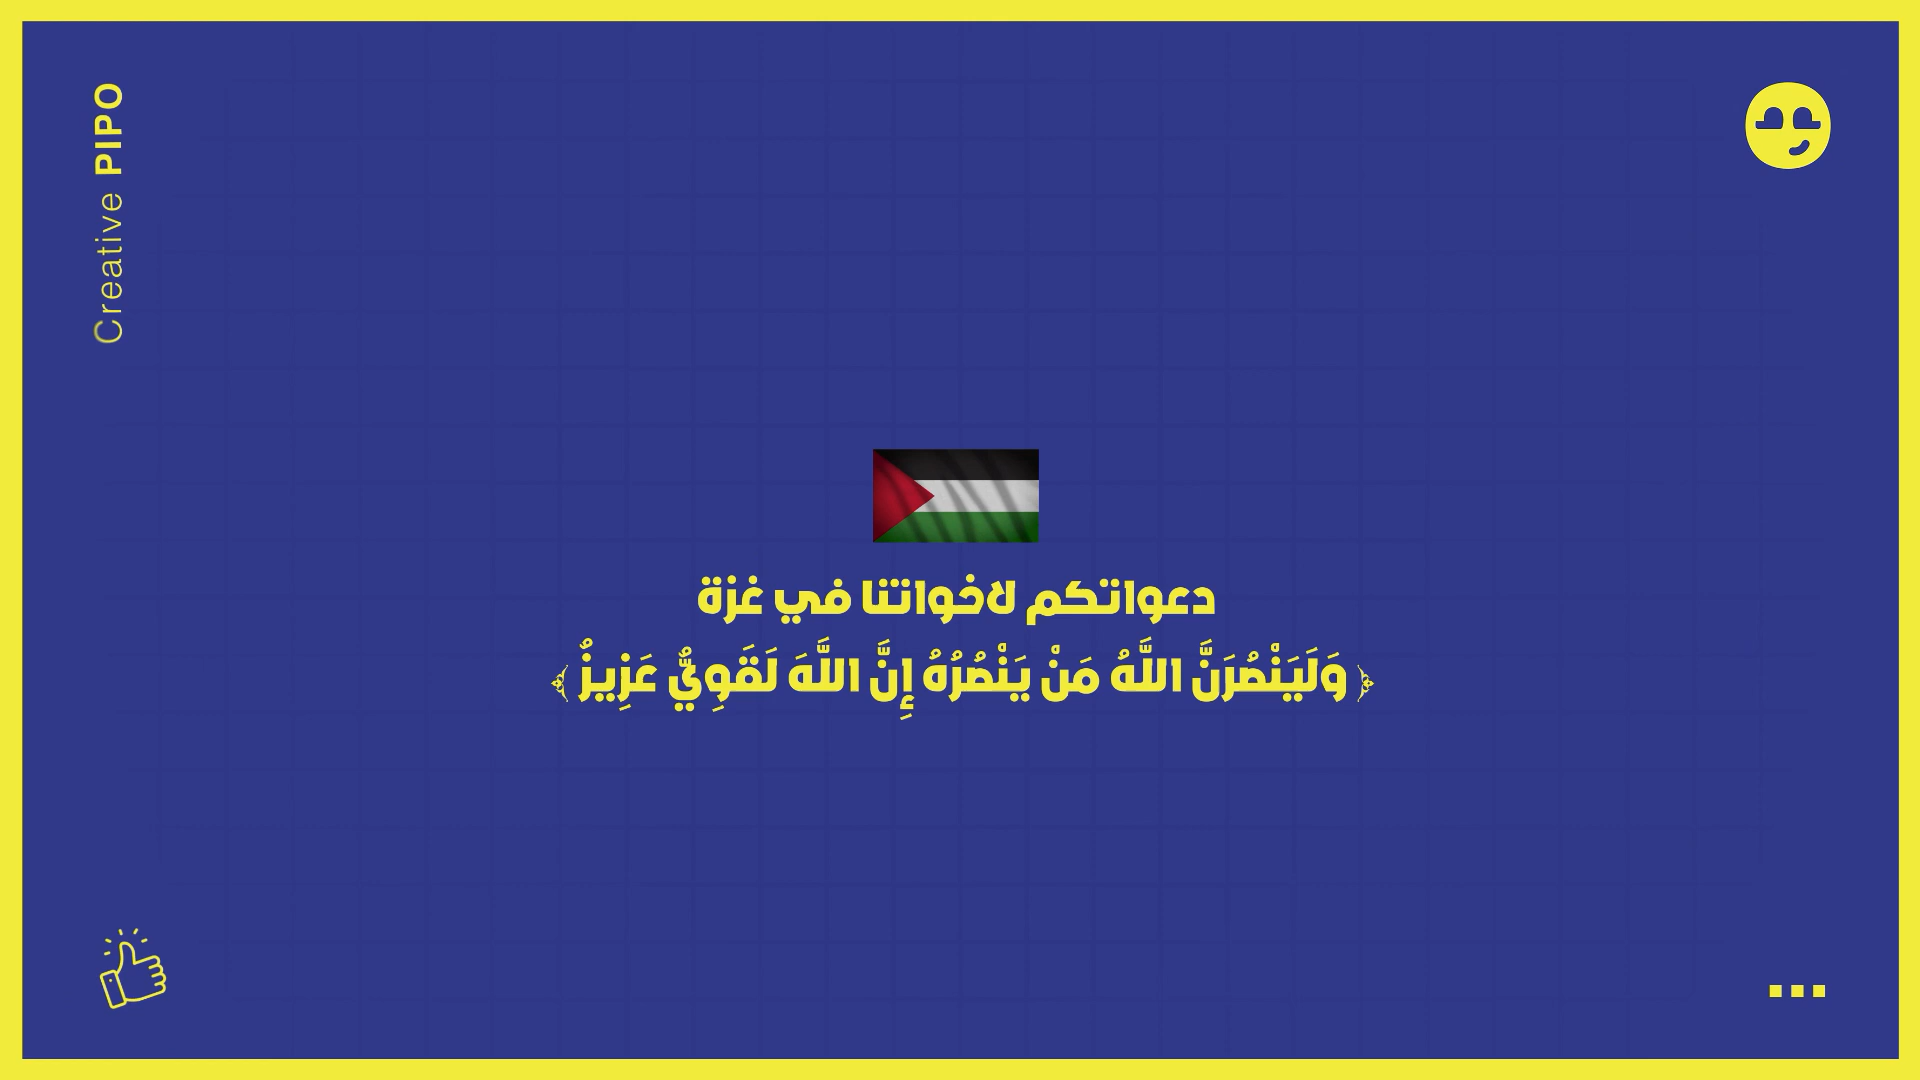 Creative PIPO
دعواتكم لاخواتنا في غزة
﴿ وَلَيَنْصُرَنَّ اللَّهُ مَنْ يَنْصُرُهُ إِنَّ اللَّهَ لَقَوِيٌّ عَزِيزٌ ﴾